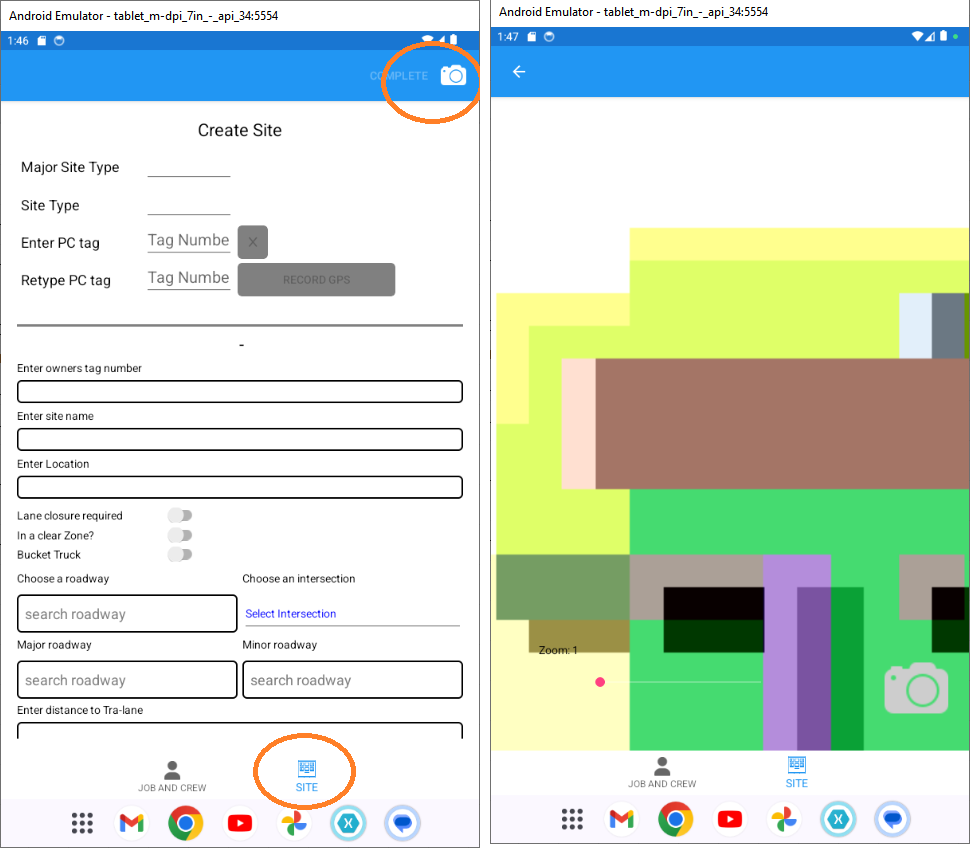 Android Emulator - tablet_m-dpi_7in_-_api_34:5554
1:46
COMPLETE
Create Site
Major Site Type
Site Type
Enter PC tag Tag Numbe X
Retype PC tag Tag Numbe RECORD GPS
-
Enter owners tag number
Enter site name
Enter Location
Lane closure required
In a clear Zone?
Bucket Truck
Choose a roadway Choose an intersection
search roadway Select Intersection
Major roadway Minor roadway
search roadway search roadway
Enter distance to Tra-lane
JOB AND CREW SITE
Android Emulator - tablet_m-dpi_7in_-_api_34:5554
1:47
Zoom: 1
JOB AND CREW SITE